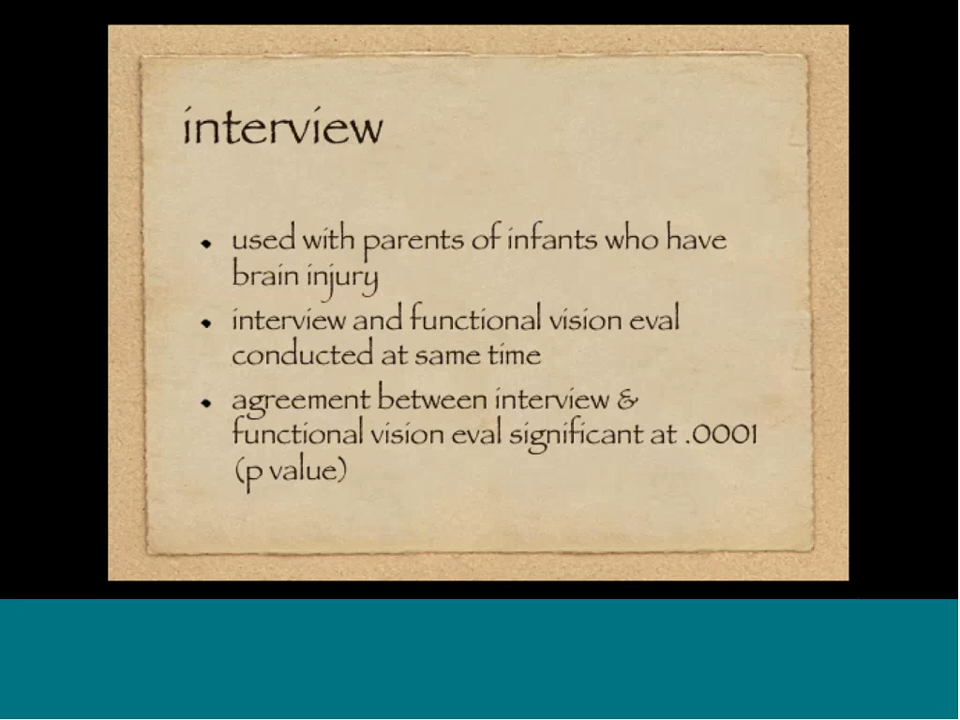 interview
• used with parents of infants who have
brain injury
• interview and functional vision eval
conducted at same time
• agreement between interview &
functional vision eval significant at .0001
(p value)